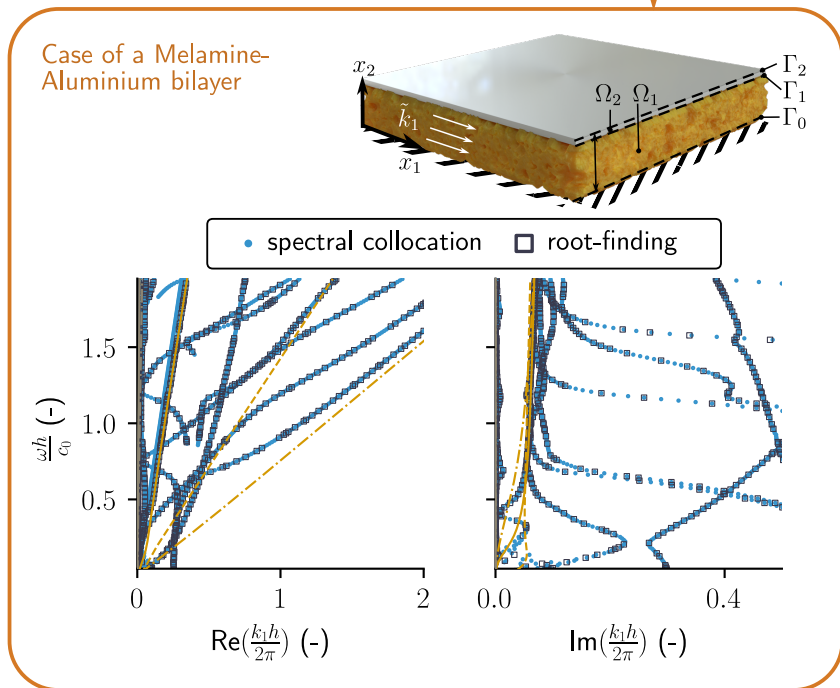 Case of a Melamine-
Aluminium bilayer
x₂
k̃₁
x₁
Ω₂ Ω₁
Γ₂
Γ₁
Γ₀
spectral collocation root-finding
ωh/c₀ (-)
1.5
1.0
0.5
0 1 2
Re(k₁h/2π) (-)
0.0 0.4
Im(k₁h/2π) (-)